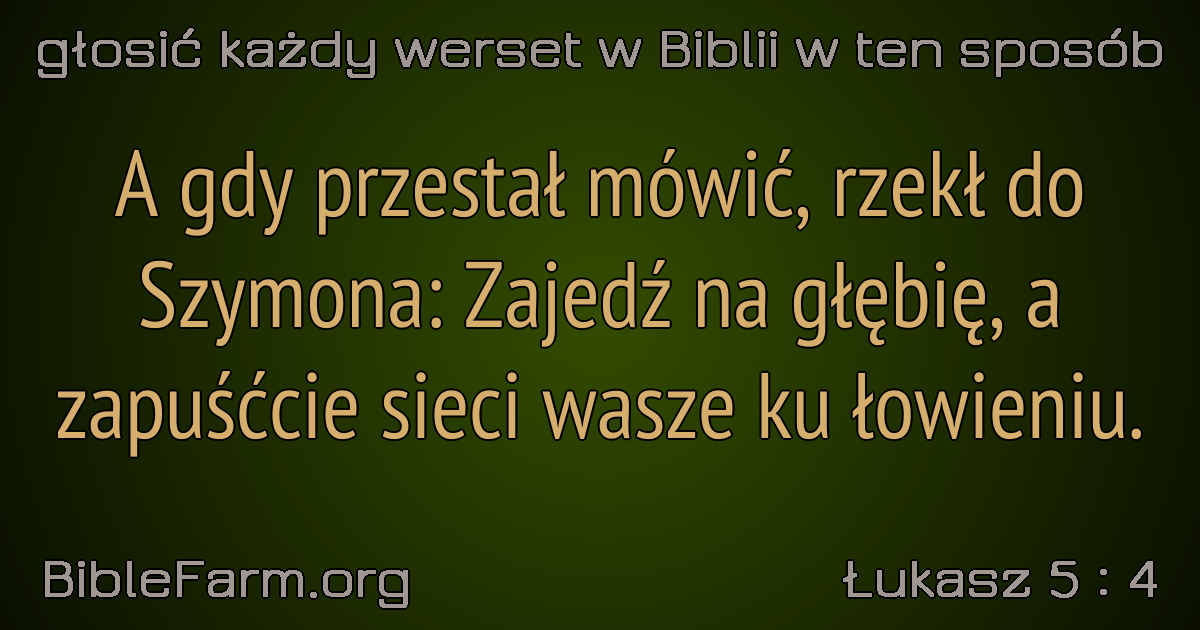 głosić każdy werset w Biblii w ten sposób
A gdy przestał mówić, rzekł do
Szymona: Zajedź na głębię, a
zapuśćcie sieci wasze ku łowieniu.
BibleFarm.org
Łukasz 5 : 4